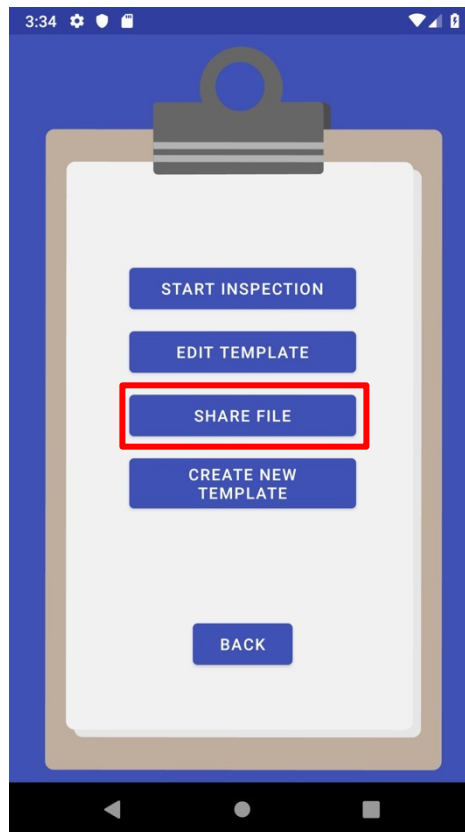 3:34
START INSPECTION
EDIT TEMPLATE
SHARE FILE
CREATE NEW
TEMPLATE
BACK